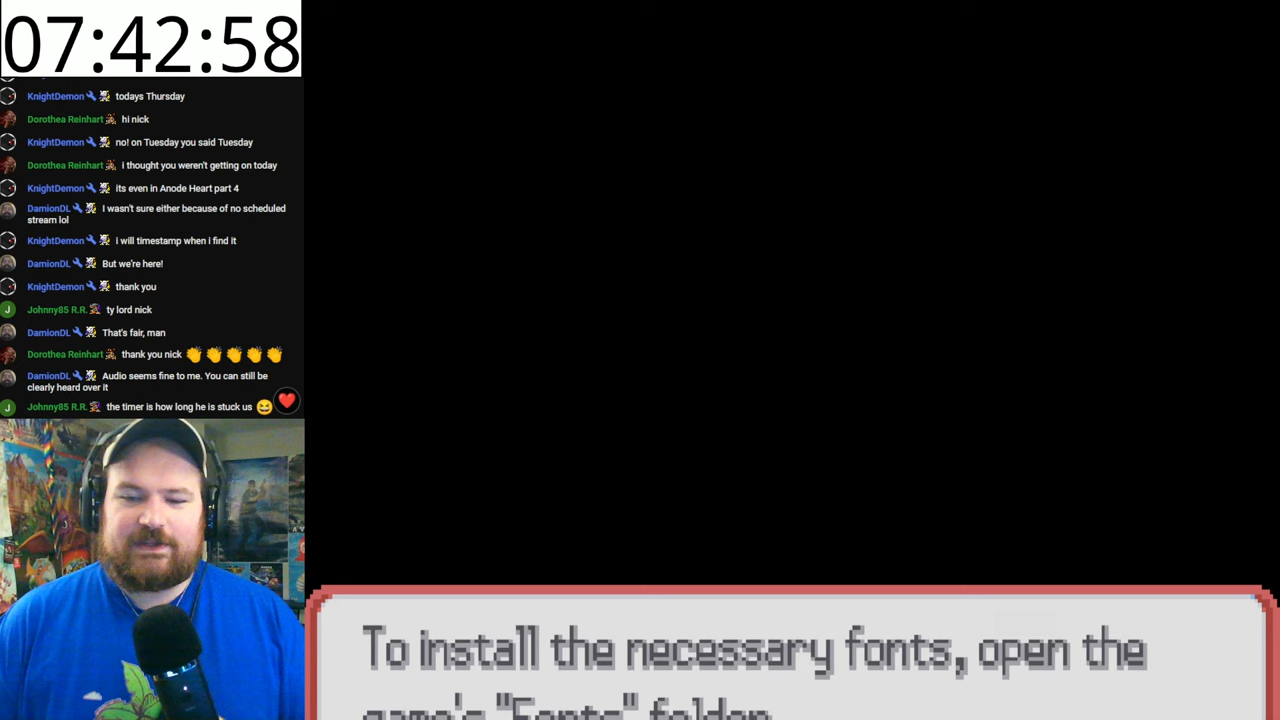 07:42:58
KnightDemon todays Thursday
Dorothea Reinhart hi nick
KnightDemon no! on Tuesday you said Tuesday
Dorothea Reinhart i thought you weren't getting on today
KnightDemon its even in Anode Heart part 4
DamionDL I wasn't sure either because of no scheduled
stream lol
KnightDemon i will timestamp when i find it
DamionDL But we're here!
KnightDemon thank you
J Johnny85 R.R. ty lord nick
DamionDL That's fair, man
Dorothea Reinhart thank you nick 👏👏👏👏👏
DamionDL Audio seems fine to me. You can still be
clearly heard over it
J Johnny85 R.R. the timer is how long he is stuck us 😆
To install the necessary fonts, open the
game's "Fonts" folder